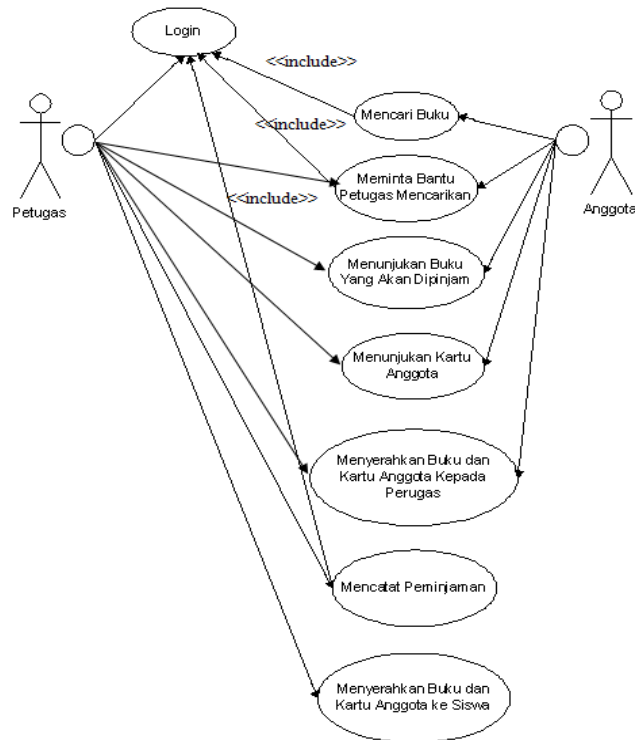 Login
<<include>>
Mencari Buku
<<include>>
Meminta Bantu
Petugas Mencarikan
<<include>>
Petugas
Anggota
Menunjukan Buku
Yang Akan Dipinjam
Menunjukan Kartu
Anggota
Menyerahkan Buku dan
Kartu Anggota Kepada
Perugas
Mencatat Peminjaman
Menyerahkan Buku dan
Kartu Anggota ke Siswa